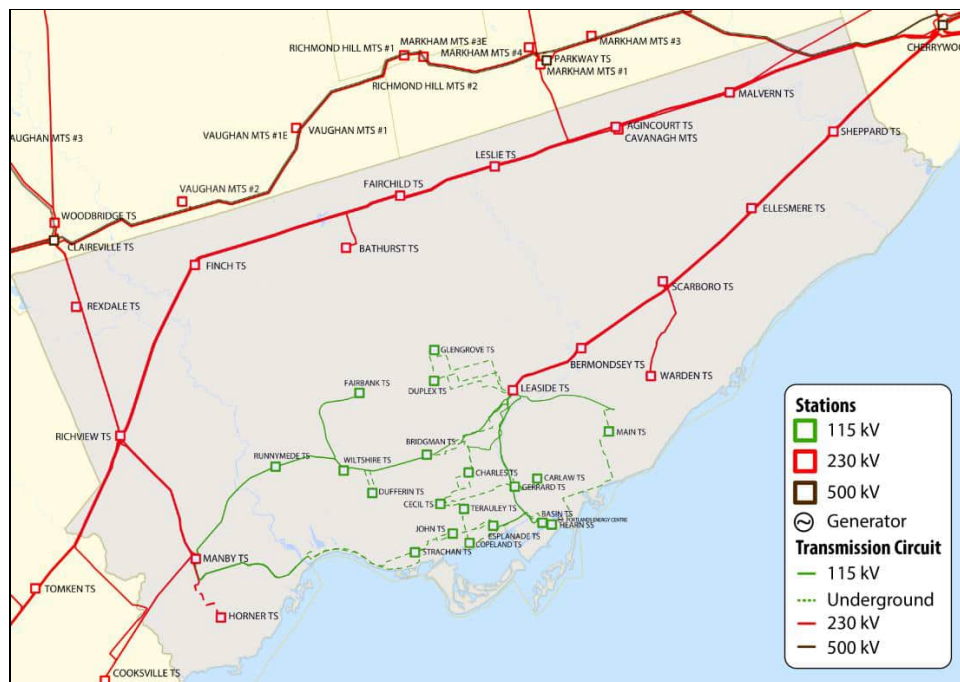 MARKHAM MTS #3E
RICHMOND HILL MTS #1
MARKHAM MTS #4
MARKHAM MTS #3
CHERRYWOO
PARKWAY TS
MARKHAM MTS #1
RICHMOND HILL MTS #2
MALVERN TS
AUGHAN MTS #3
VAUGHAN MTS #1E
VAUGHAN MTS #1
AGINCOURT TS
CAVANAGH MTS
SHEPPARD TS
LESLIE TS
VAUGHAN MTS #2
FAIRCHILD TS
WOODBRIDGE TS
ELLESMERE TS
CLAIREVILLE TS
BATHURST TS
FINCH TS
SCARBORO TS
REXDALE TS
GLENGROVE TS
BERMONDSEY TS
WARDEN TS
FAIRBANK TS
DUPLEX TS
LEASIDE TS
RICHVIEW TS
BRIDGMAN TS
MAIN TS
RUNNYMEDE TS
WILTSHIRE TS
CHARLES TS
CARLAW TS
GERRARD TS
DUFFERIN TS
CECIL TS
TERAULEY TS
BASIN TS
PORTLANDS ENERGY CENTRE
HEARN SS
JOHN TS
ESPLANADE TS
COPELAND TS
STRACHAN TS
MANBY TS
TOMKEN TS
HORNER TS
COOKSVILLE TS
Stations
115 kV
230 kV
500 kV
Generator
Transmission Circuit
115 kV
Underground
230 kV
500 kV